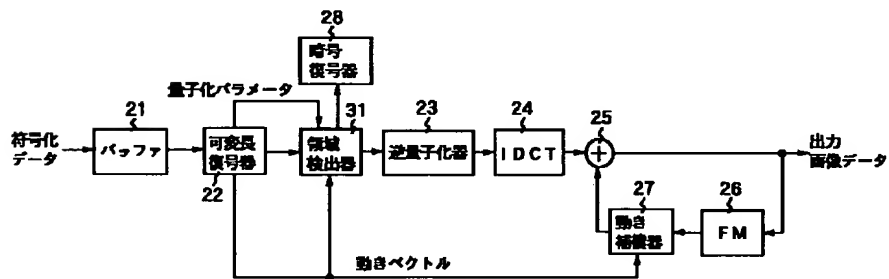 28
暗号
復号器
量子化パラメータ
21
31
23
24
25
符号化
データ
バッファ
可変長
復号器
22
領域
検出器
逆量子化器
IDCT
+
出力
画像データ
27
26
動き
補償器
FM
動きベクトル